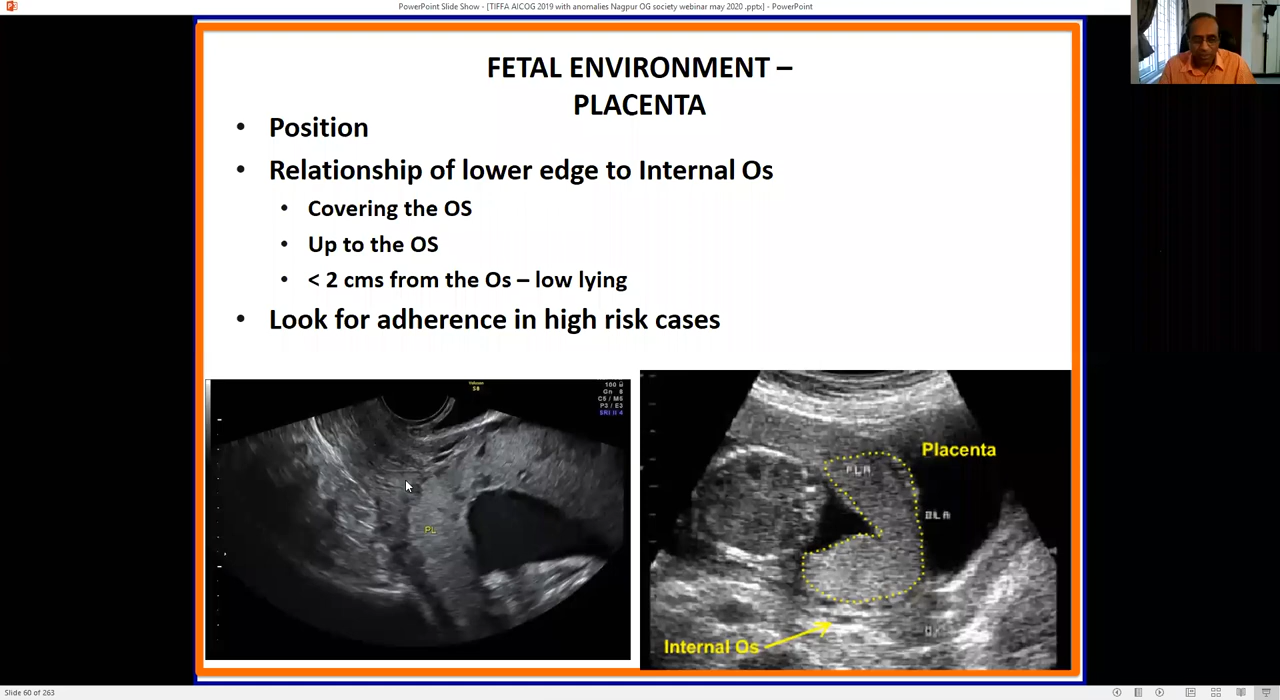 PowerPoint Slide Show - [TIFFA AICOG 2019 with anomalies Nagpur OG society webinar may 2020 .pptx] - PowerPoint
FETAL ENVIRONMENT –
PLACENTA
• Position
• Relationship of lower edge to Internal Os
• Covering the OS
• Up to the OS
• < 2 cms from the Os – low lying
• Look for adherence in high risk cases
PL
Placenta
PLA
BLA
Internal Os
Slide 60 of 263